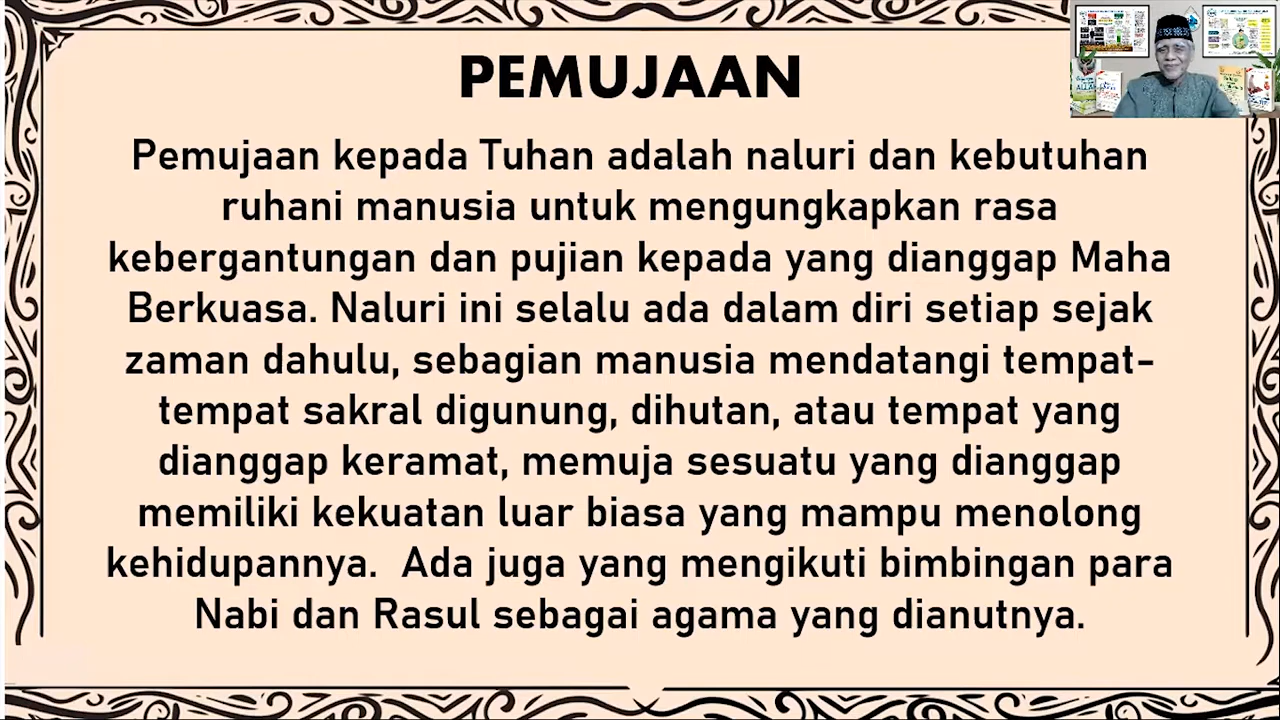 PEMUJAAN
Pemujaan kepada Tuhan adalah naluri dan kebutuhan
ruhani manusia untuk mengungkapkan rasa
kebergantungan dan pujian kepada yang dianggap Maha
Berkuasa. Naluri ini selalu ada dalam diri setiap sejak
zaman dahulu, sebagian manusia mendatangi tempat-
tempat sakral digunung, dihutan, atau tempat yang
dianggap keramat, memuja sesuatu yang dianggap
memiliki kekuatan luar biasa yang mampu menolong
kehidupannya.  Ada juga yang mengikuti bimbingan para
Nabi dan Rasul sebagai agama yang dianutnya.